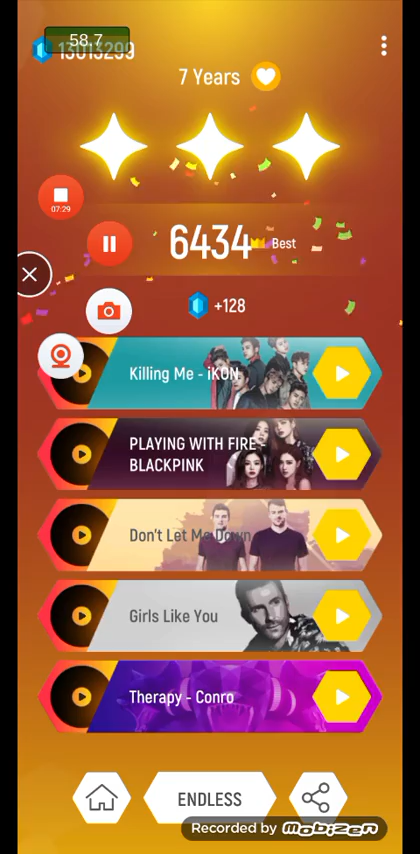 58.7
13013299
7 Years
07:29
6434
Best
+128
Killing Me - iKON
PLAYING WITH FIRE -
BLACKPINK
Don't Let Me Down
Girls Like You
Therapy - Conro
ENDLESS
Recorded by mobizen